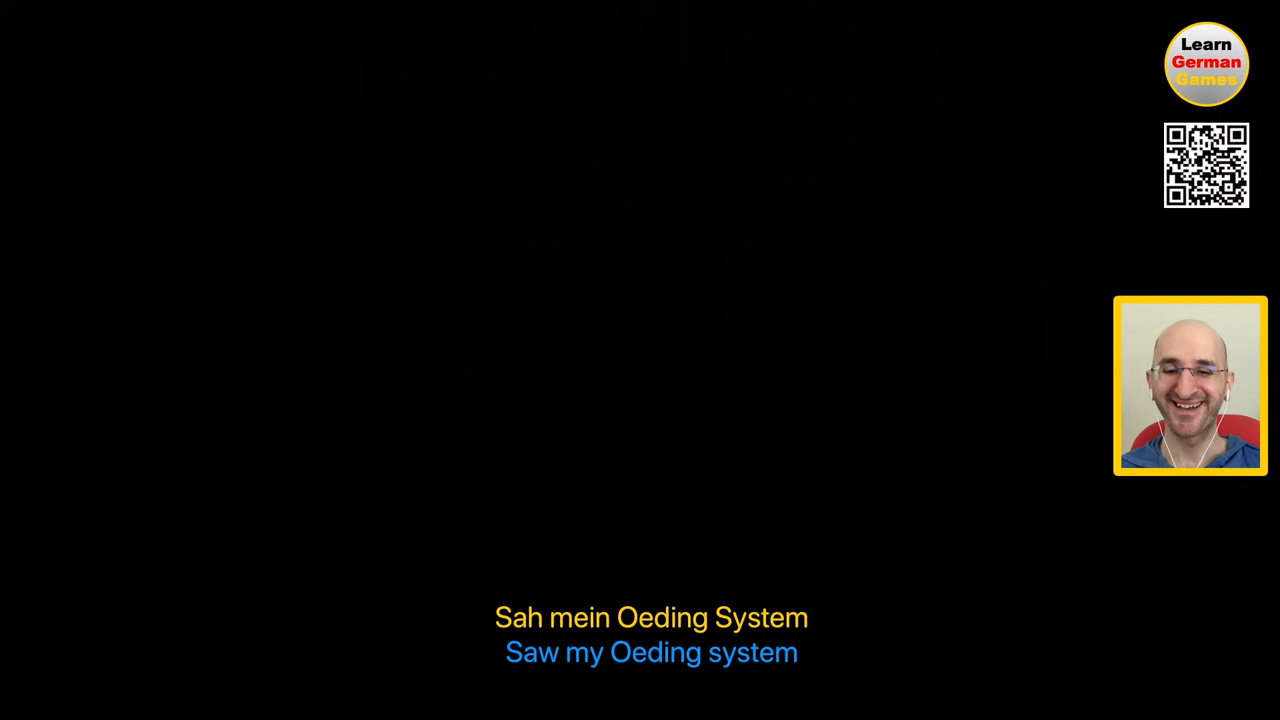 Learn
German
Games
Sah mein Oeding System
Saw my Oeding system